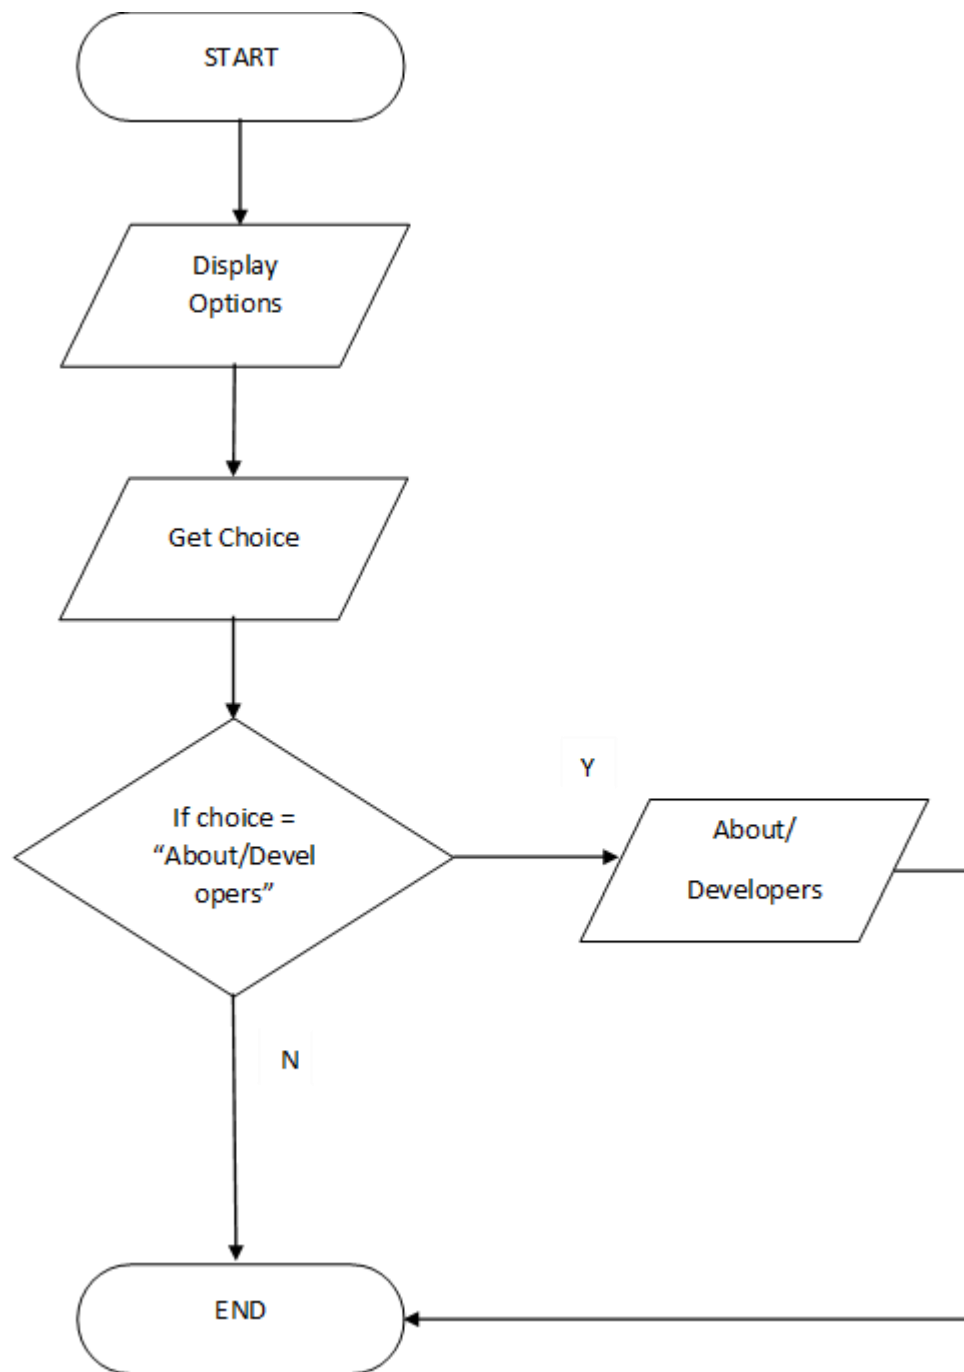 START
Display
Options
Get Choice
If choice =
“About/Devel
opers”
Y
About/
Developers
N
END